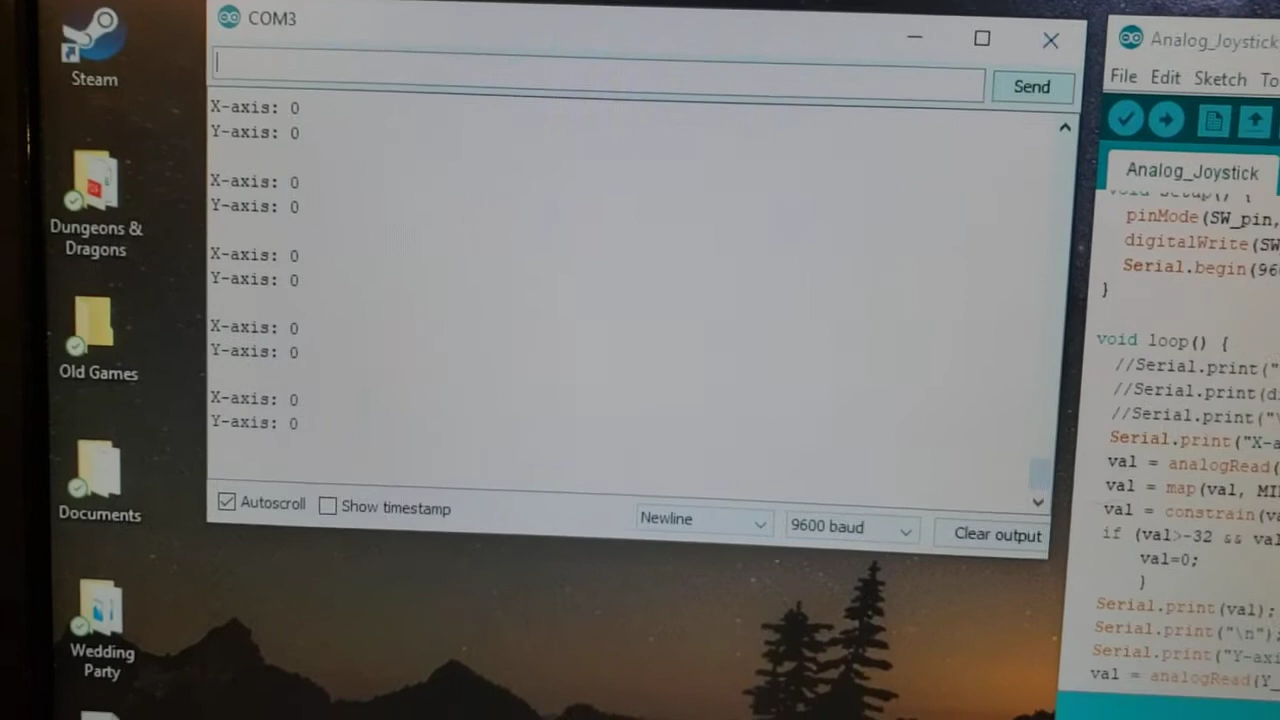 Steam
Dungeons &
Dragons
Old Games
Documents
Wedding
Party
COM3
Send
X-axis: 0
Y-axis: 0
X-axis: 0
Y-axis: 0
X-axis: 0
Y-axis: 0
X-axis: 0
Y-axis: 0
X-axis: 0
Y-axis: 0
Autoscroll
Show timestamp
Newline
9600 baud
Clear output
Analog_Joystick
File Edit Sketch To
Analog_Joystick
void setup() {
pinMode(SW_pin,
digitalWrite(SW
Serial.begin(960
}
void loop() {
//Serial.print("
//Serial.print(di
//Serial.print("\
Serial.print("X-a
val = analogRead(
val = map(val, MI
val = constrain(va
if (val>-32 && val
val=0;
}
Serial.print(val);
Serial.print("\n");
Serial.print("Y-axi
val = analogRead(Y_